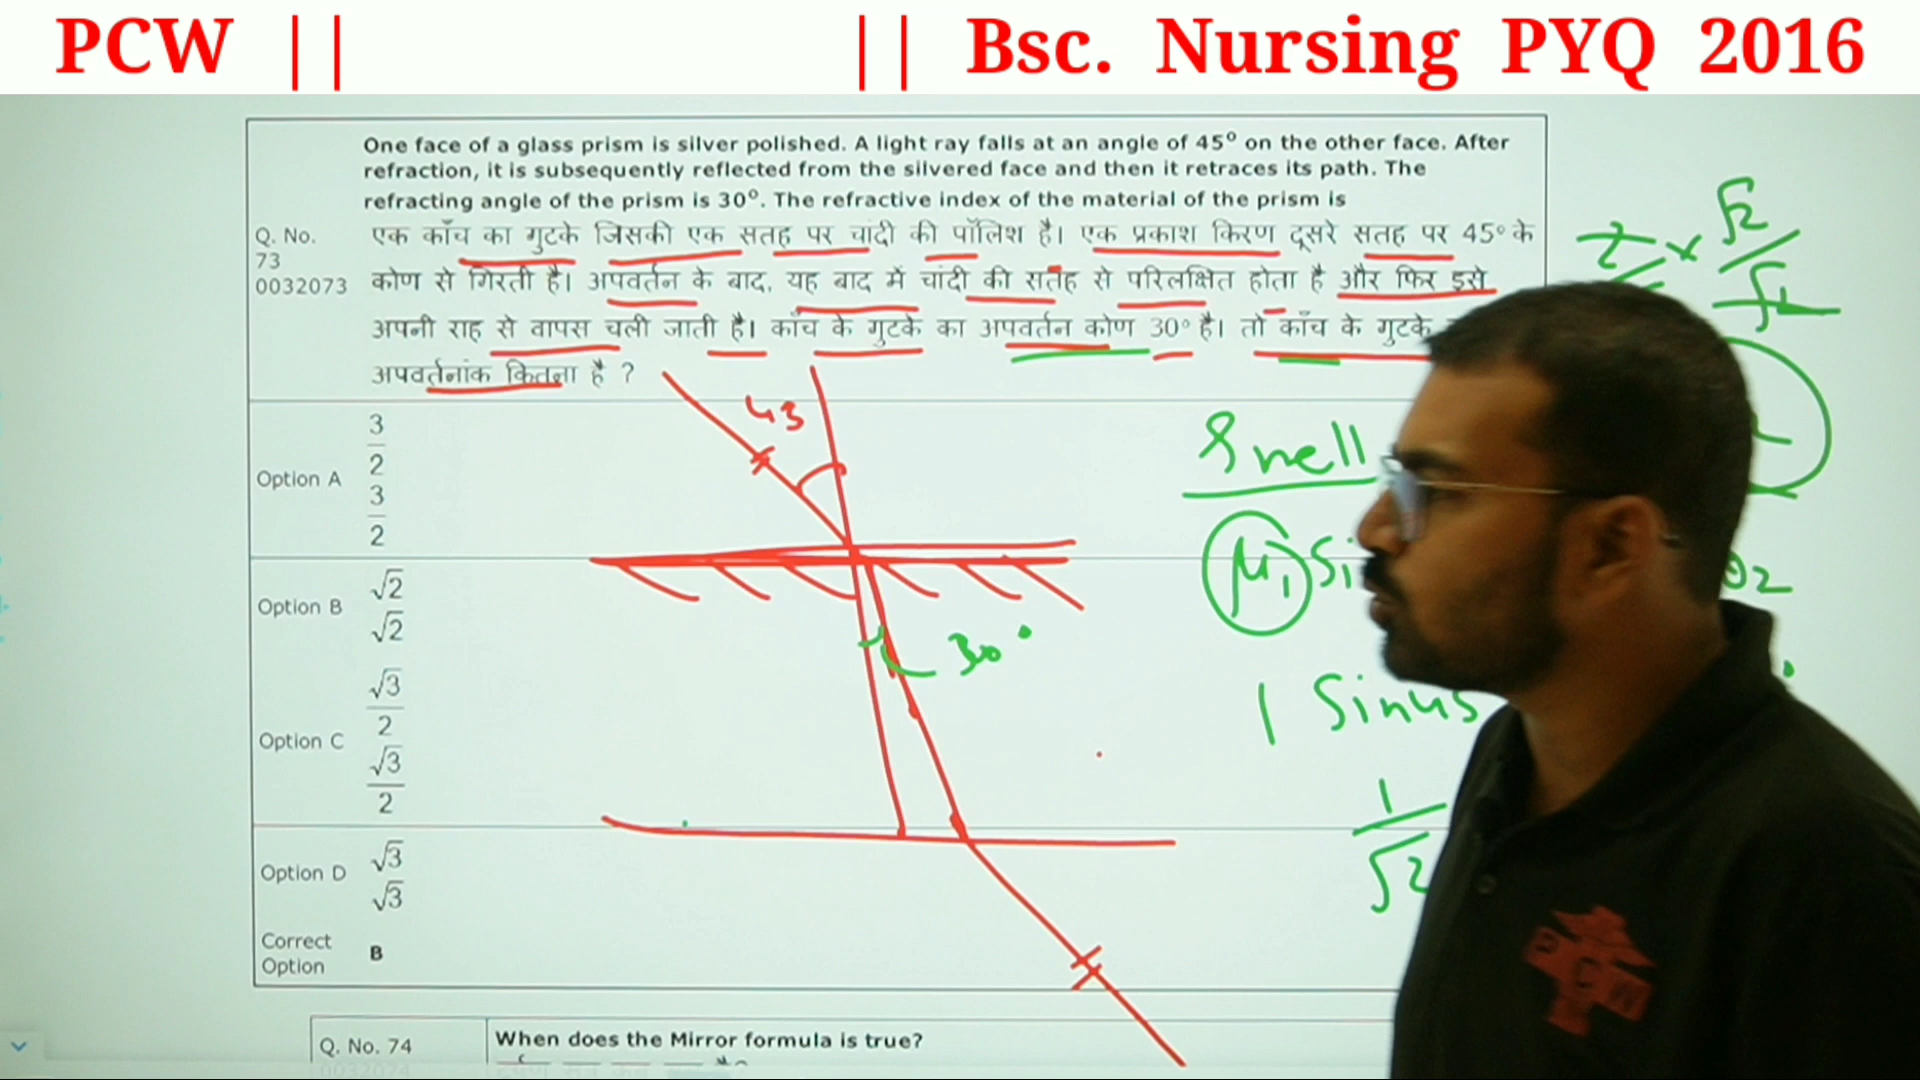 PCW || || Bsc. Nursing PYQ 2016
One face of a glass prism is silver polished. A light ray falls at an angle of 45° on the other face. After
refraction, it is subsequently reflected from the silvered face and then it retraces its path. The
refracting angle of the prism is 30°. The refractive index of the material of the prism is
Q. No.
73
0032073
एक काँच का गुटके जिसकी एक सतह पर चांदी की पॉलिश है। एक प्रकाश किरण दूसरे सतह पर 45° के
कोण से गिरती है। अपवर्तन के बाद, यह बाद में चांदी की सतह से परिलक्षित होता है और फिर इसे
अपनी राह से वापस चली जाती है। काँच के गुटके का अपवर्तन कोण 30° है। तो काँच के गुटके
अपवर्तनांक कितना है ?
Option A
3
2
3
2
Option B
√2
√2
Option C
√3
2
√3
2
Option D
√3
√3
Correct
Option
B
Q. No. 74
When does the Mirror formula is true?
30°
Snell
μ1 Si
1 Sin45
1
√2
2 × √2
√2
PCW